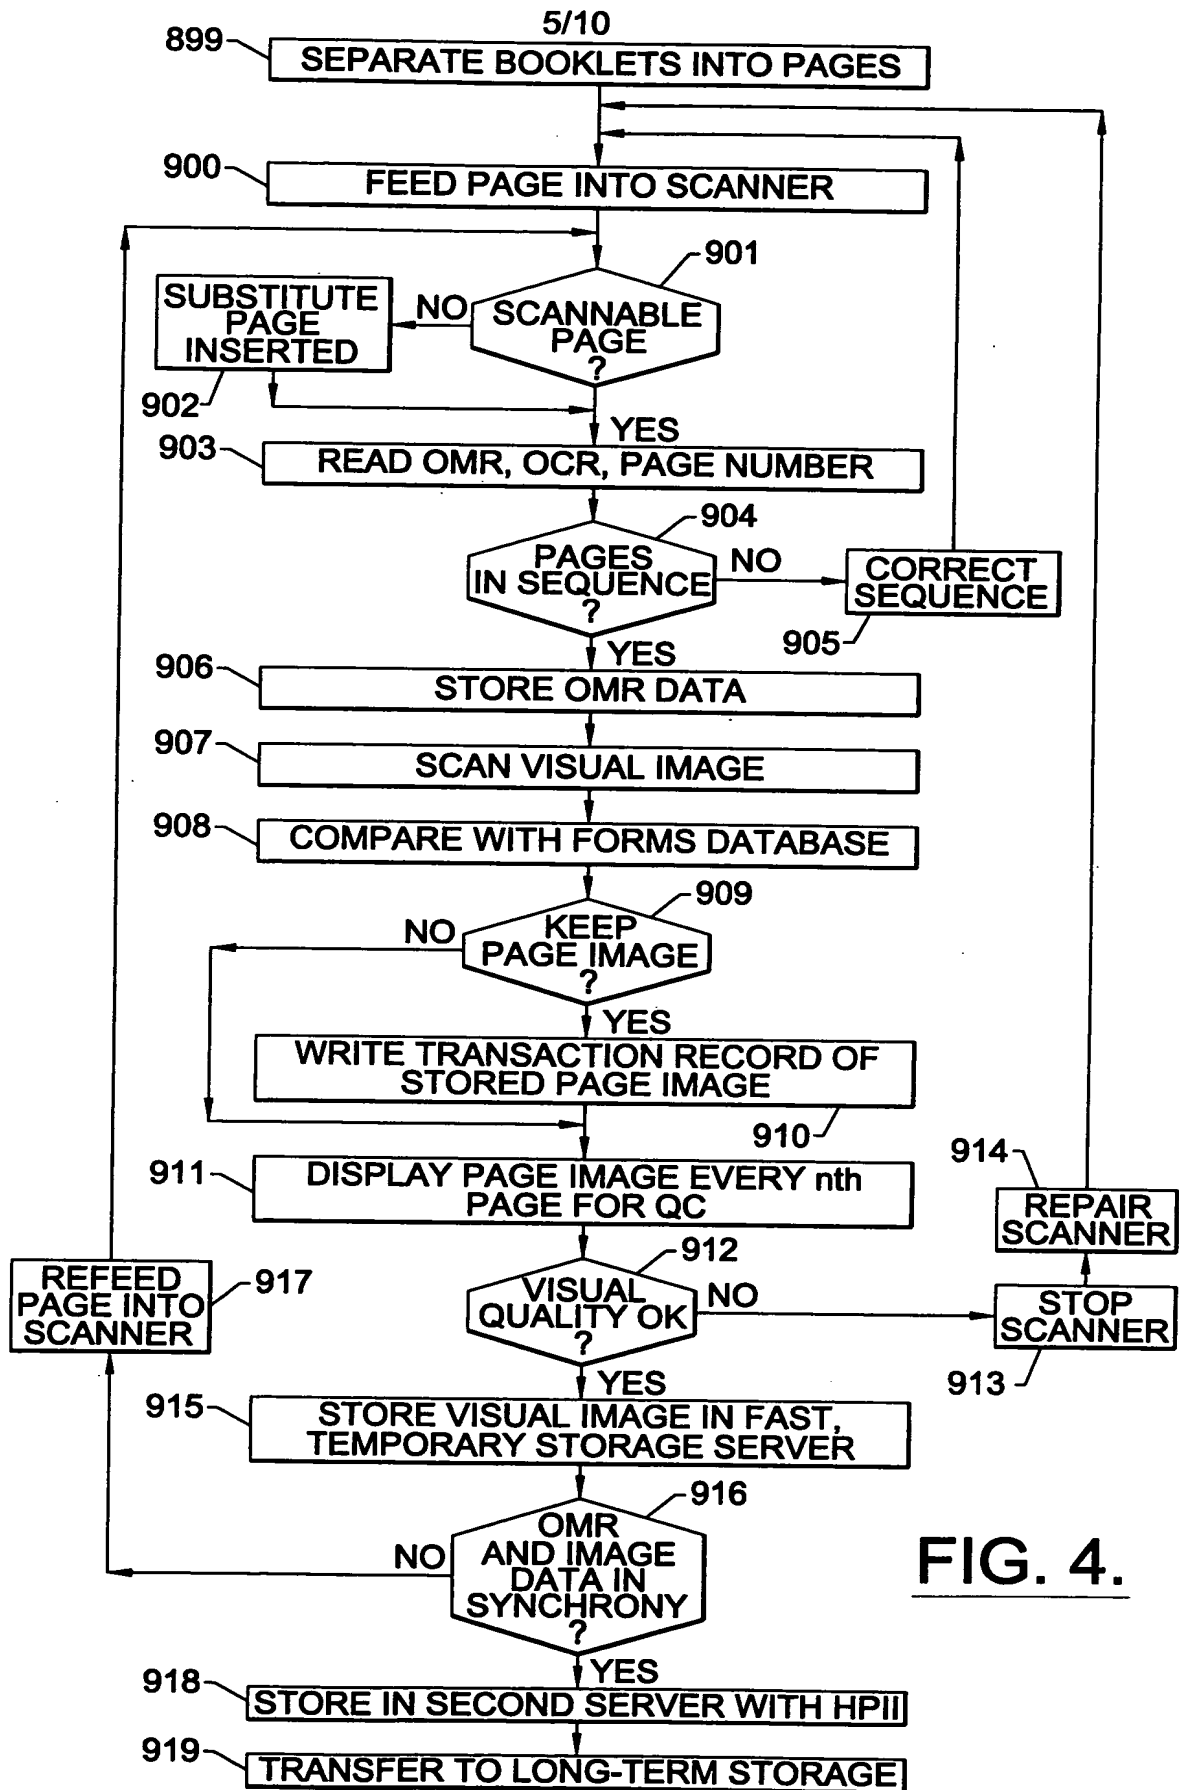 5/10
899
SEPARATE BOOKLETS INTO PAGES
900
FEED PAGE INTO SCANNER
901
SCANNABLE
PAGE
?
NO
SUBSTITUTE
PAGE
INSERTED
902
YES
903
READ OMR, OCR, PAGE NUMBER
904
PAGES
IN SEQUENCE
?
NO
CORRECT
SEQUENCE
905
YES
906
STORE OMR DATA
907
SCAN VISUAL IMAGE
908
COMPARE WITH FORMS DATABASE
909
KEEP
PAGE IMAGE
?
NO
YES
WRITE TRANSACTION RECORD OF
STORED PAGE IMAGE
910
911
DISPLAY PAGE IMAGE EVERY nth
PAGE FOR QC
912
VISUAL
QUALITY OK
?
NO
914
REPAIR
SCANNER
STOP
SCANNER
913
REFEED
PAGE INTO
SCANNER
917
YES
915
STORE VISUAL IMAGE IN FAST,
TEMPORARY STORAGE SERVER
916
OMR
AND IMAGE
DATA IN
SYNCHRONY
?
NO
YES
918
STORE IN SECOND SERVER WITH HPII
919
TRANSFER TO LONG-TERM STORAGE
FIG. 4.